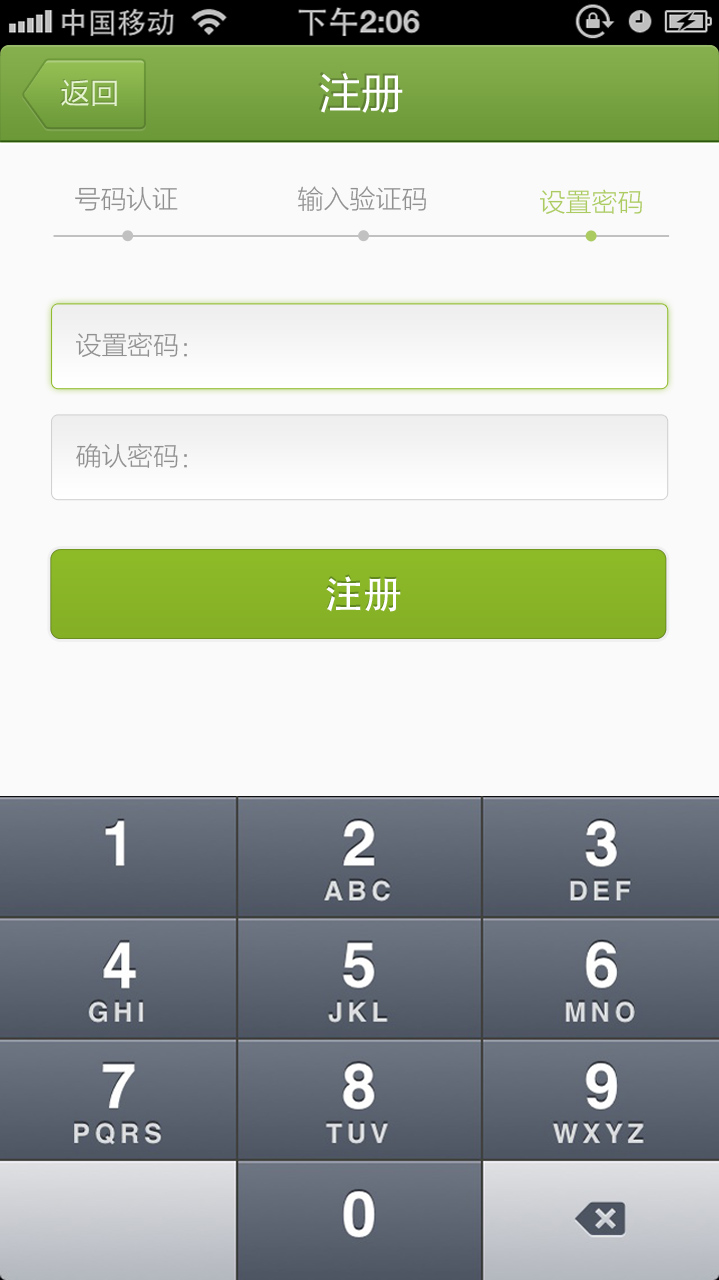 中国移动 下午2:06
返回 注册
号码认证 输入验证码 设置密码
设置密码：
确认密码：
注册
1 2 3
ABC DEF
4 5 6
GHI JKL MNO
7 8 9
PQRS TUV WXYZ
0